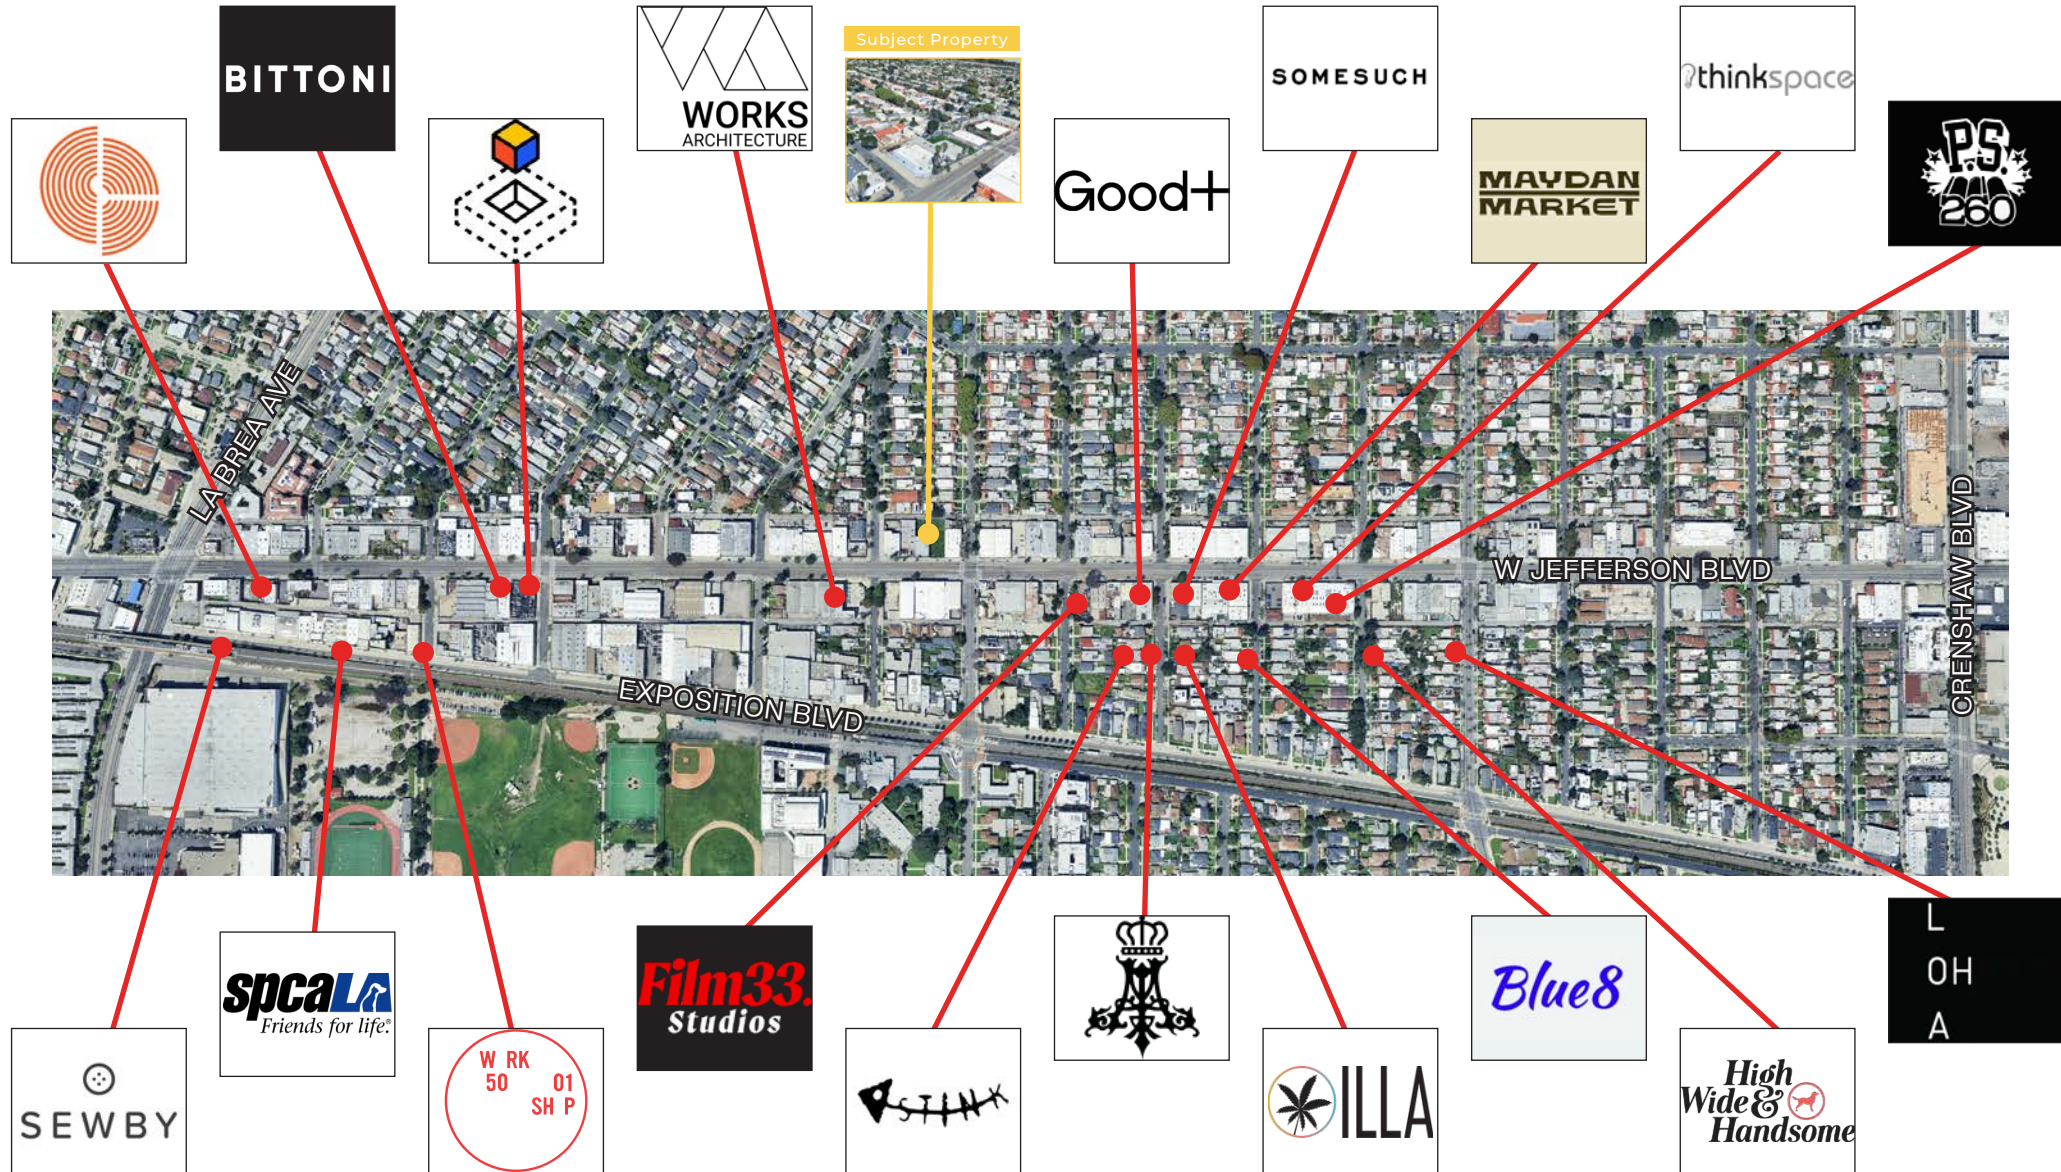 BITTONI
WORKS
ARCHITECTURE
Subject Property
SOMESUCH
thinkspace
Good+
MAYDAN
MARKET
P.S.
260
LA BREA AVE
W JEFFERSON BLVD
CRENSHAW BLVD
EXPOSITION BLVD
SEWBY
spcaLA
Friends for life.®
W RK
50 01
SH P
Film33.
Studios
STINK
ILLA
Blue8
High
Wide &
Handsome
L
OH
A